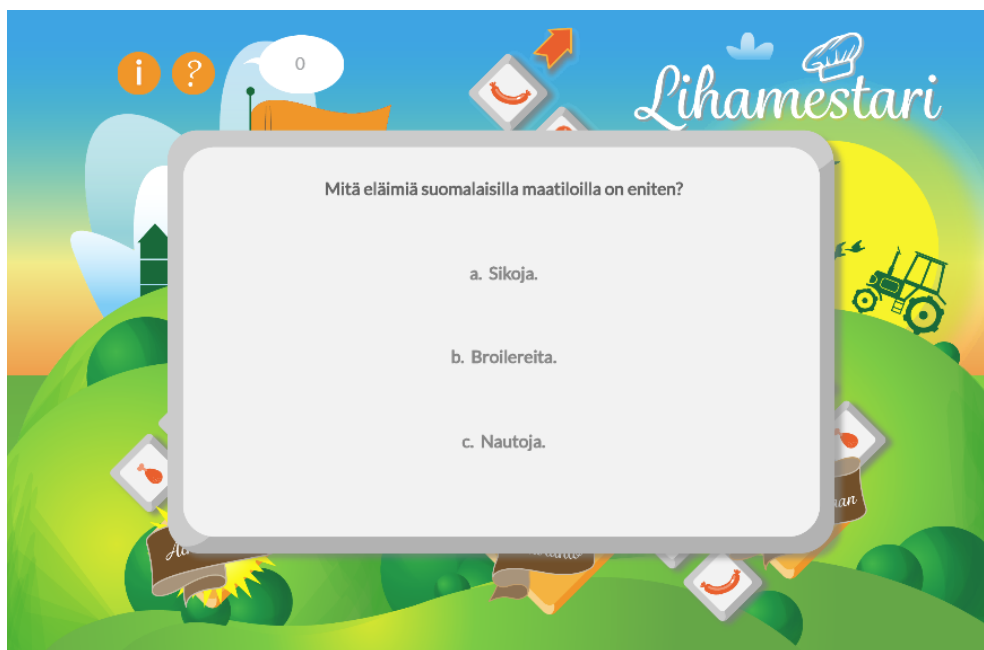 i ? 0
Lihamestari
Mitä eläimiä suomalaisilla maatiloilla on eniten?
a. Sikoja.
b. Broilereita.
c. Nautoja.